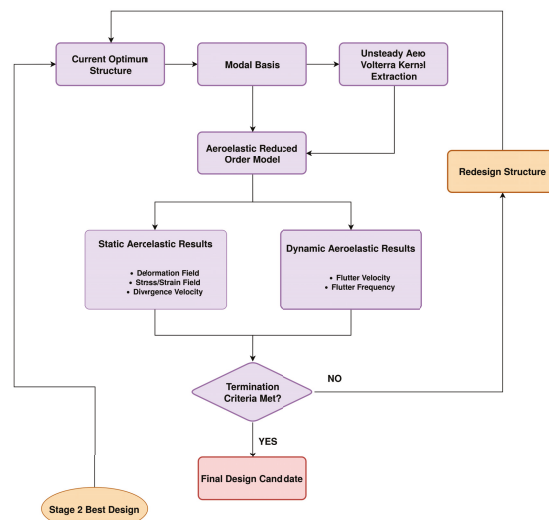 Current Optimum
Structure
Modal Basis
Unsteady Aero
Volterra Kernel
Extraction
Aeroelastic Reduced
Order Model
Redesign Structure
Static Aeroelastic Results
Deformation Field
Stress/Strain Field
Divergence Velocity
Dynamic Aeroelastic Results
Flutter Velocity
Flutter Frequency
Termination
Criteria Met?
NO
YES
Final Design Candidate
Stage 2 Best Design